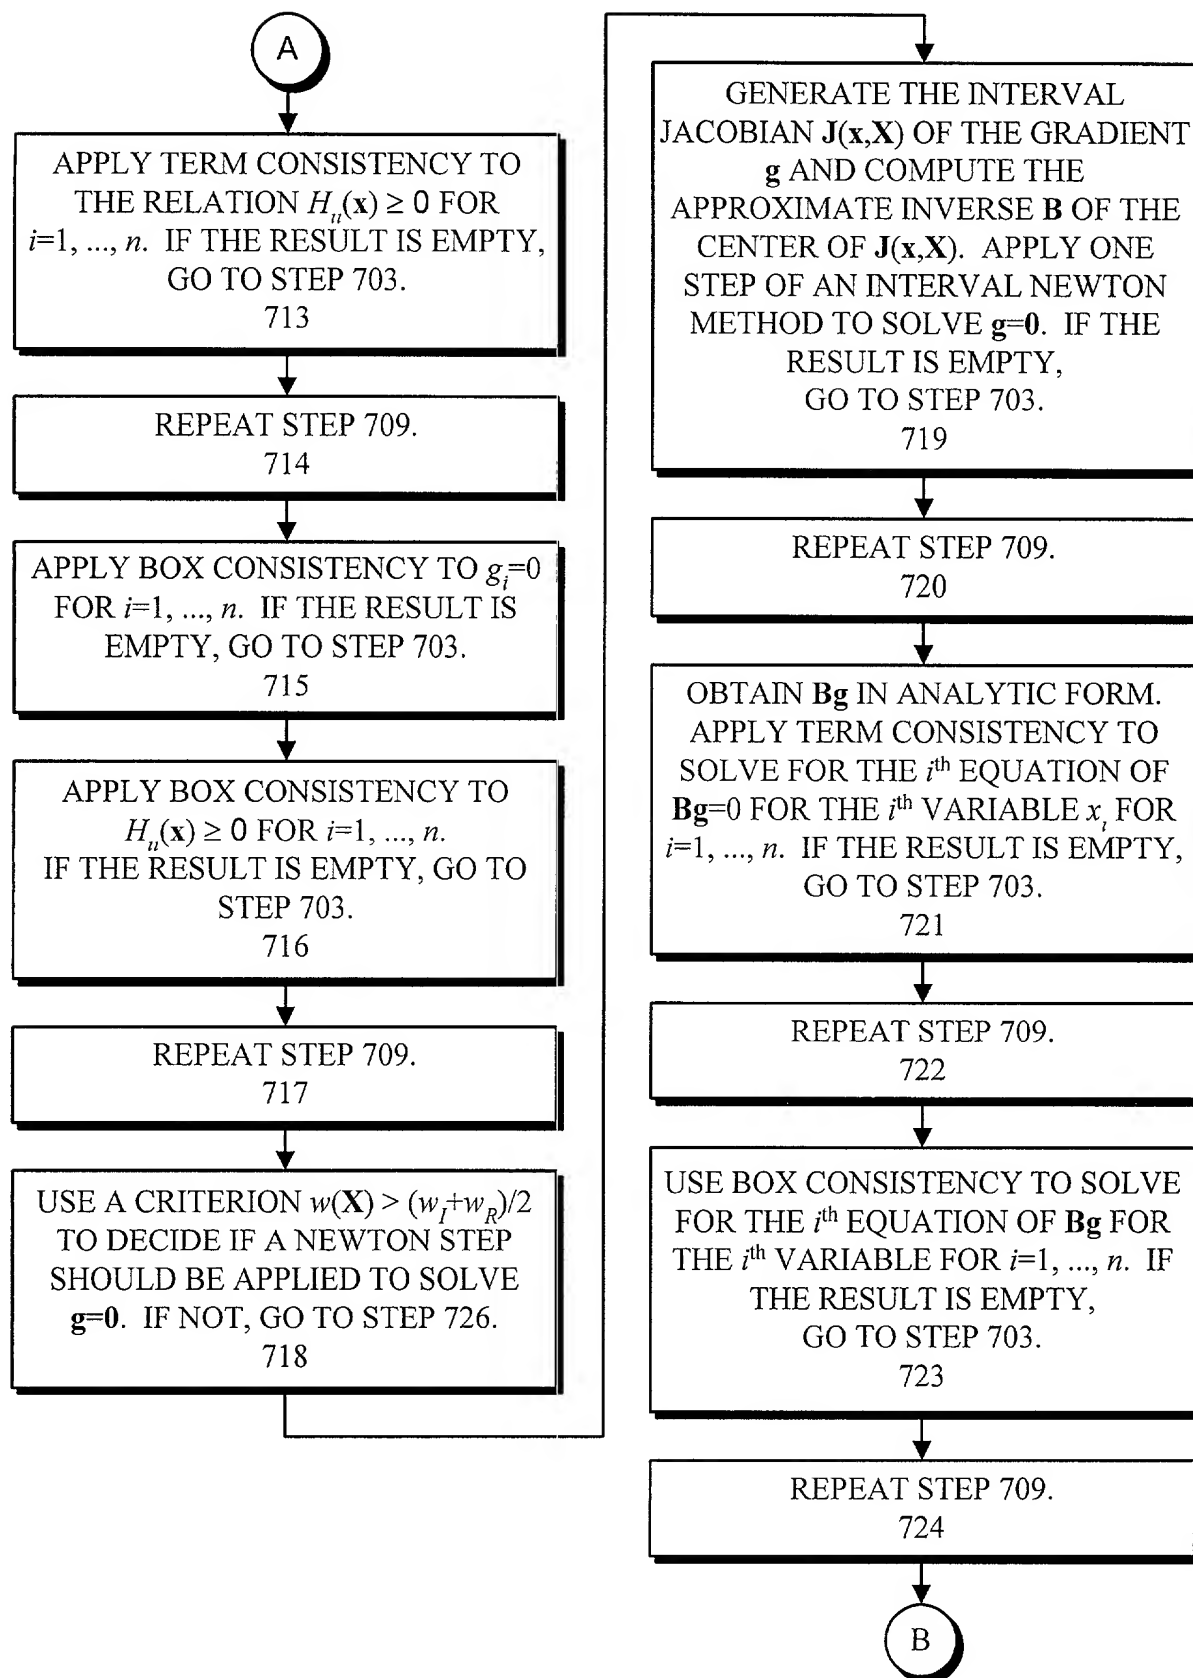 A
APPLY TERM CONSISTENCY TO
THE RELATION H_ii(x) ≥ 0 FOR
i=1, ..., n. IF THE RESULT IS EMPTY,
GO TO STEP 703.
713
REPEAT STEP 709.
714
APPLY BOX CONSISTENCY TO g_i=0
FOR i=1, ..., n. IF THE RESULT IS
EMPTY, GO TO STEP 703.
715
APPLY BOX CONSISTENCY TO
H_ii(x) ≥ 0 FOR i=1, ..., n.
IF THE RESULT IS EMPTY, GO TO
STEP 703.
716
REPEAT STEP 709.
717
USE A CRITERION w(X) > (w_I+w_R)/2
TO DECIDE IF A NEWTON STEP
SHOULD BE APPLIED TO SOLVE
g=0. IF NOT, GO TO STEP 726.
718
GENERATE THE INTERVAL
JACOBIAN J(x,X) OF THE GRADIENT
g AND COMPUTE THE
APPROXIMATE INVERSE B OF THE
CENTER OF J(x,X). APPLY ONE
STEP OF AN INTERVAL NEWTON
METHOD TO SOLVE g=0. IF THE
RESULT IS EMPTY,
GO TO STEP 703.
719
REPEAT STEP 709.
720
OBTAIN Bg IN ANALYTIC FORM.
APPLY TERM CONSISTENCY TO
SOLVE FOR THE i^th EQUATION OF
Bg=0 FOR THE i^th VARIABLE x_i FOR
i=1, ..., n. IF THE RESULT IS EMPTY,
GO TO STEP 703.
721
REPEAT STEP 709.
722
USE BOX CONSISTENCY TO SOLVE
FOR THE i^th EQUATION OF Bg FOR
THE i^th VARIABLE FOR i=1, ..., n. IF
THE RESULT IS EMPTY,
GO TO STEP 703.
723
REPEAT STEP 709.
724
B